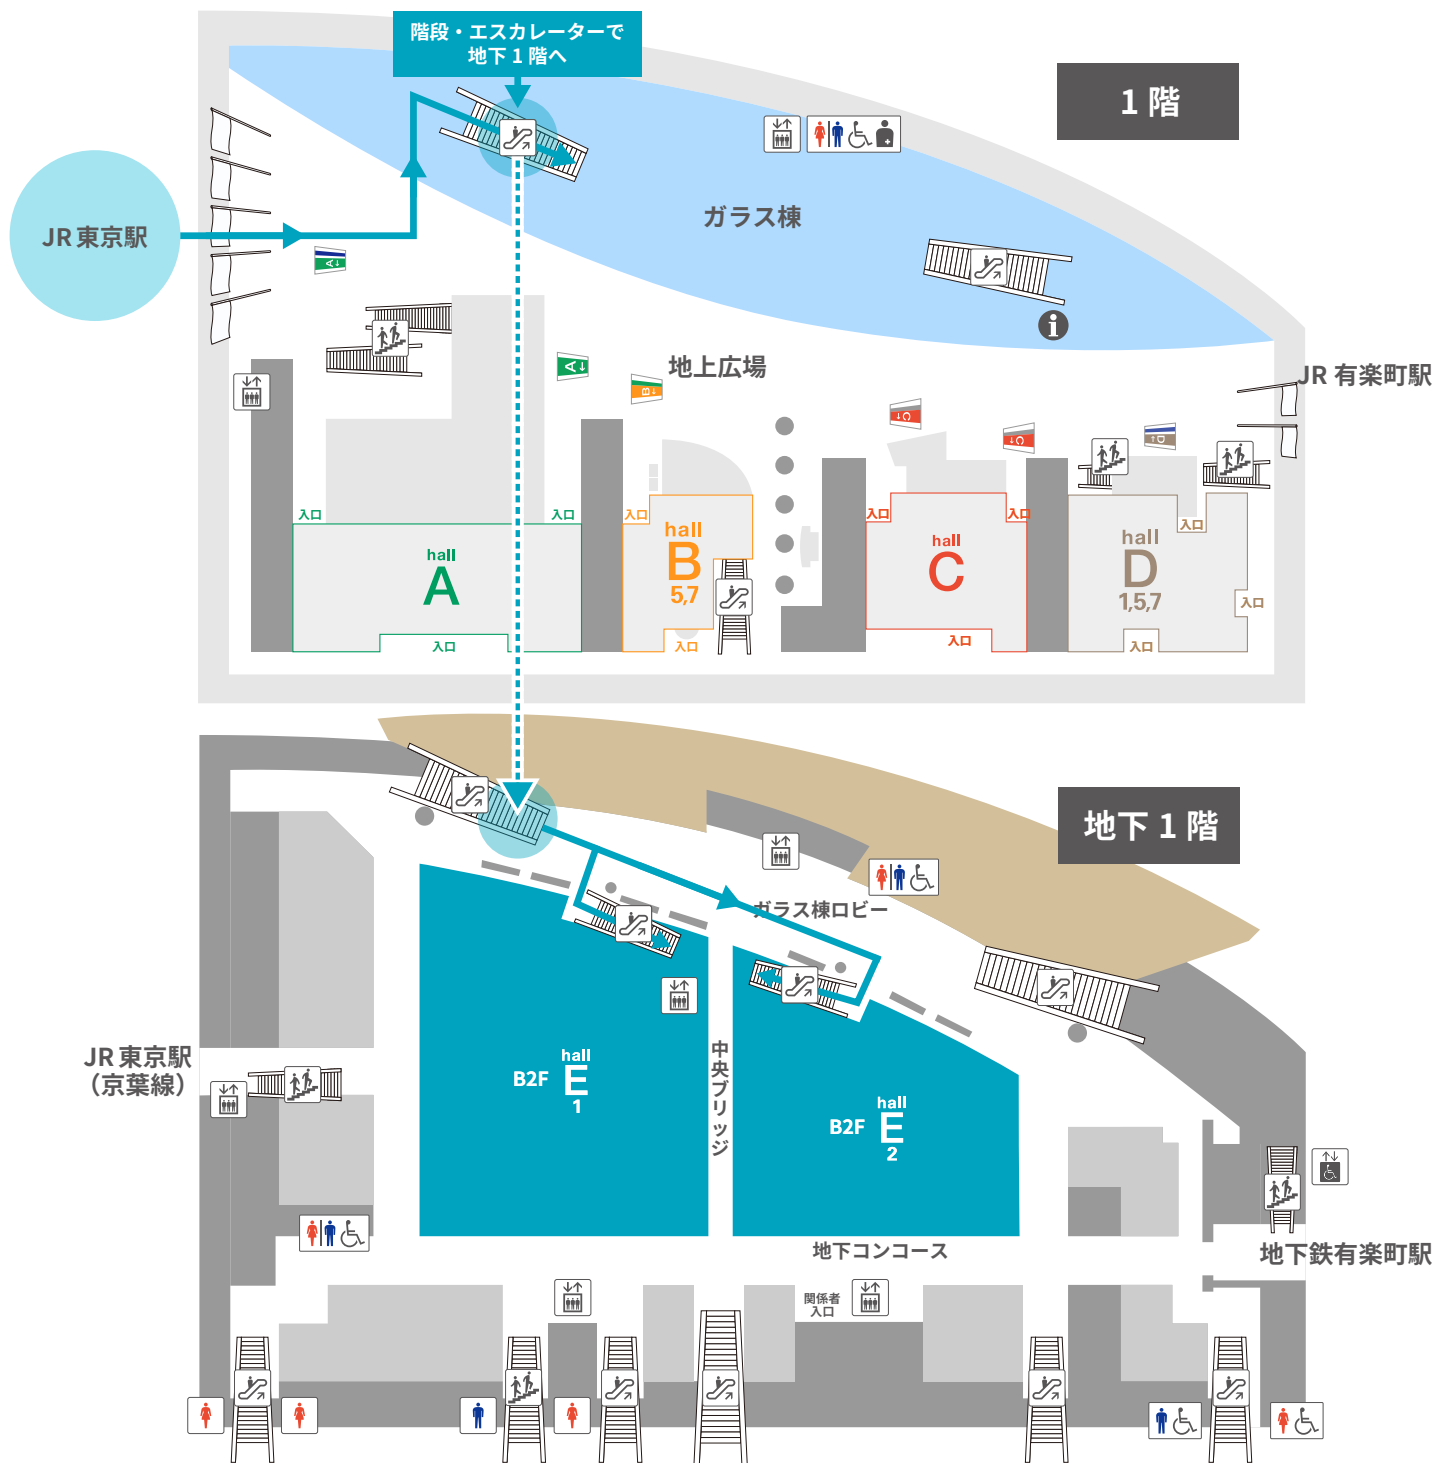 階段・エスカレーターで
地下1階へ
1階
JR東京駅
ガラス棟
A
i
地上広場
A
B
JR 有楽町駅
C
C
D
入口
入口
入口
入口
入口
入口
hall
A
hall
B
5,7
hall
C
hall
D
1,5,7
入口
入口
入口
入口
入口
地下1階
ガラス棟ロビー
JR東京駅
（京葉線）
B2F
hall
E
1
中央ブリッジ
B2F
hall
E
2
地下コンコース
地下鉄有楽町駅
関係者
入口